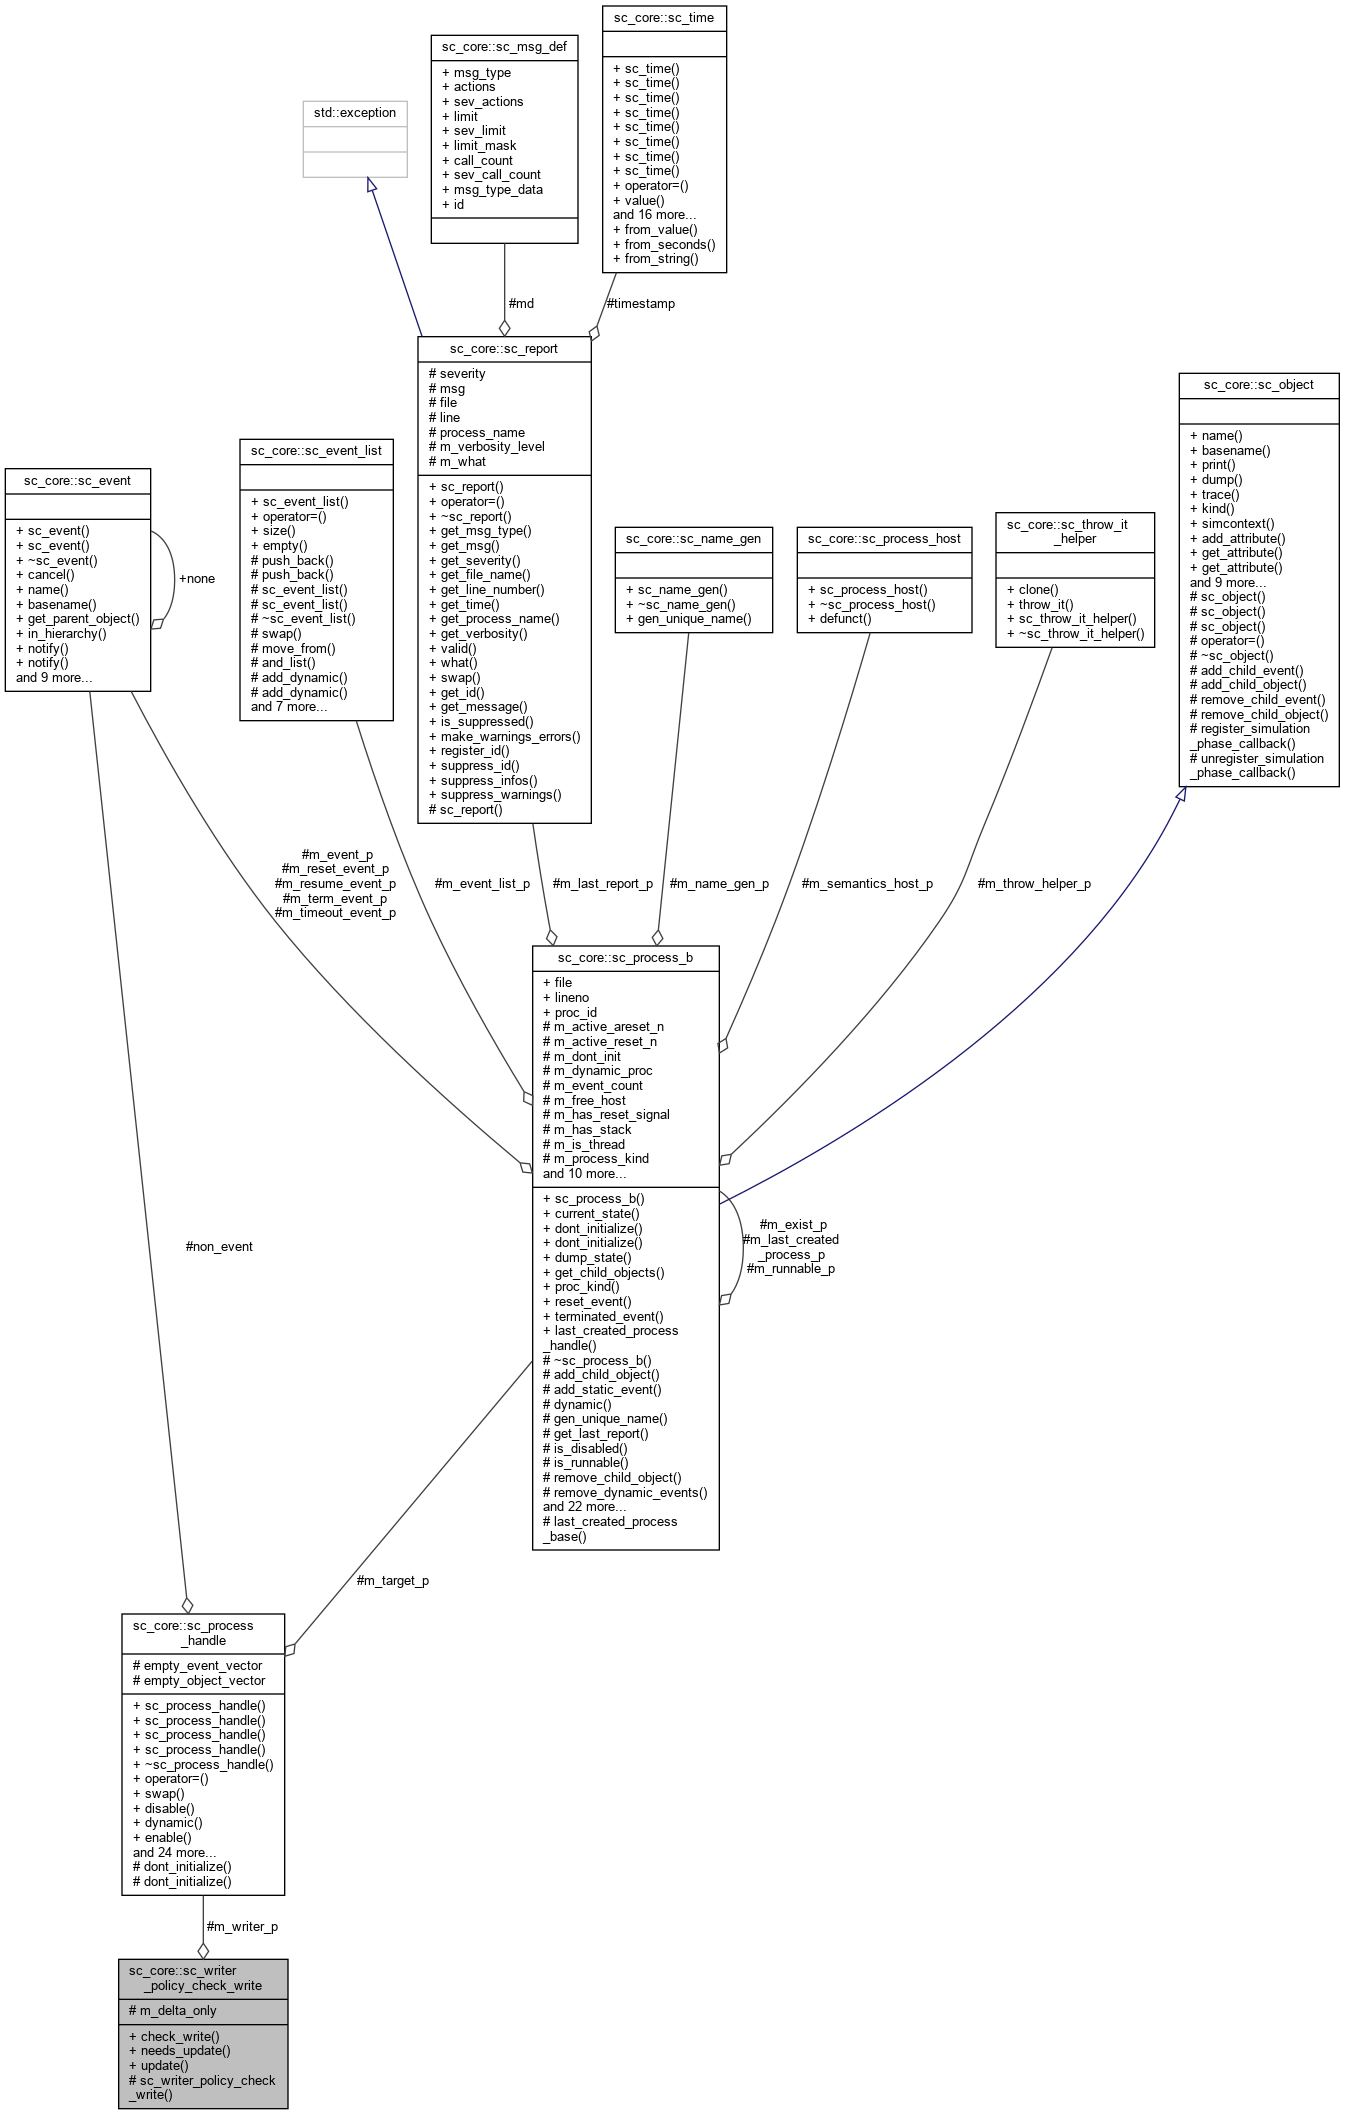 sc_core::sc_time
+ sc_time()
+ sc_time()
+ sc_time()
+ sc_time()
+ sc_time()
+ sc_time()
+ sc_time()
+ sc_time()
+ operator=()
+ value()
and 16 more...
+ from_value()
+ from_seconds()
+ from_string()
sc_core::sc_msg_def
+ msg_type
+ actions
+ sev_actions
+ limit
+ sev_limit
+ limit_mask
+ call_count
+ sev_call_count
+ msg_type_data
+ id
std::exception
#md
#timestamp
sc_core::sc_report
# severity
# msg
# file
# line
# process_name
# m_verbosity_level
# m_what
+ sc_report()
+ operator=()
+ ~sc_report()
+ get_msg_type()
+ get_msg()
+ get_severity()
+ get_file_name()
+ get_line_number()
+ get_time()
+ get_process_name()
+ get_verbosity()
+ valid()
+ what()
+ swap()
+ get_id()
+ get_message()
+ is_suppressed()
+ make_warnings_errors()
+ register_id()
+ suppress_id()
+ suppress_infos()
+ suppress_warnings()
# sc_report()
sc_core::sc_object
+ name()
+ basename()
+ print()
+ dump()
+ trace()
+ kind()
+ simcontext()
+ add_attribute()
+ get_attribute()
+ get_attribute()
and 9 more...
# sc_object()
# sc_object()
# sc_object()
# operator=()
# ~sc_object()
# add_child_event()
# add_child_object()
# remove_child_event()
# remove_child_object()
# register_simulation
_phase_callback()
# unregister_simulation
_phase_callback()
sc_core::sc_event_list
+ sc_event_list()
+ operator=()
+ size()
+ empty()
# push_back()
# push_back()
# sc_event_list()
# sc_event_list()
# ~sc_event_list()
# swap()
# move_from()
# and_list()
# add_dynamic()
# add_dynamic()
and 7 more...
sc_core::sc_event
+ sc_event()
+ sc_event()
+ ~sc_event()
+ cancel()
+ name()
+ basename()
+ get_parent_object()
+ in_hierarchy()
+ notify()
+ notify()
and 9 more...
+none
sc_core::sc_name_gen
+ sc_name_gen()
+ ~sc_name_gen()
+ gen_unique_name()
sc_core::sc_process_host
+ sc_process_host()
+ ~sc_process_host()
+ defunct()
sc_core::sc_throw_it
_helper
+ clone()
+ throw_it()
+ sc_throw_it_helper()
+ ~sc_throw_it_helper()
#m_event_p
#m_reset_event_p
#m_resume_event_p
#m_term_event_p
#m_timeout_event_p
#m_event_list_p
#m_last_report_p
#m_name_gen_p
#m_semantics_host_p
#m_throw_helper_p
sc_core::sc_process_b
+ file
+ lineno
+ proc_id
# m_active_areset_n
# m_active_reset_n
# m_dont_init
# m_dynamic_proc
# m_event_count
# m_free_host
# m_has_reset_signal
# m_has_stack
# m_is_thread
# m_process_kind
and 10 more...
+ sc_process_b()
+ current_state()
+ dont_initialize()
+ dont_initialize()
+ dump_state()
+ get_child_objects()
+ proc_kind()
+ reset_event()
+ terminated_event()
+ last_created_process
_handle()
# ~sc_process_b()
# add_child_object()
# add_static_event()
# dynamic()
# gen_unique_name()
# get_last_report()
# is_disabled()
# is_runnable()
# remove_child_object()
# remove_dynamic_events()
and 22 more...
# last_created_process
_base()
#m_exist_p
#m_last_created
_process_p
#m_runnable_p
#non_event
#m_target_p
sc_core::sc_process
_handle
# empty_event_vector
# empty_object_vector
+ sc_process_handle()
+ sc_process_handle()
+ sc_process_handle()
+ sc_process_handle()
+ ~sc_process_handle()
+ operator=()
+ swap()
+ disable()
+ dynamic()
+ enable()
and 24 more...
# dont_initialize()
# dont_initialize()
#m_writer_p
sc_core::sc_writer
_policy_check_write
# m_delta_only
+ check_write()
+ needs_update()
+ update()
# sc_writer_policy_check
_write()